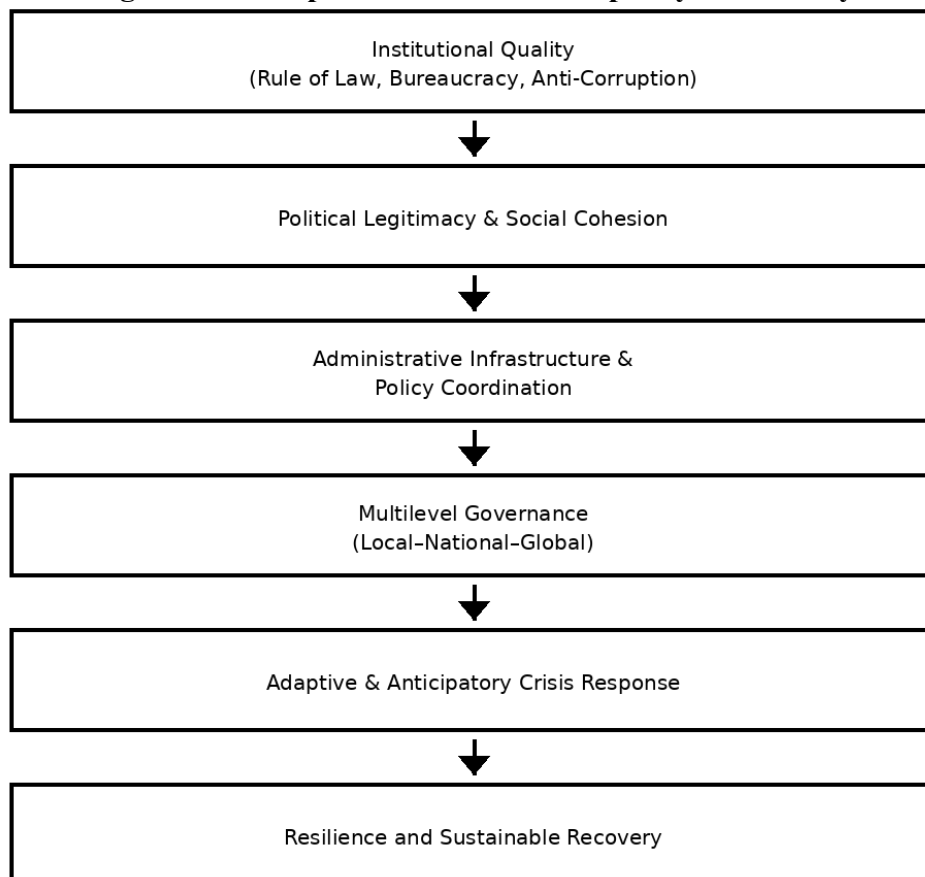 Institutional Quality
(Rule of Law, Bureaucracy, Anti-Corruption)
Political Legitimacy & Social Cohesion
Administrative Infrastructure &
Policy Coordination
Multilevel Governance
(Local–National–Global)
Adaptive & Anticipatory Crisis Response
Resilience and Sustainable Recovery